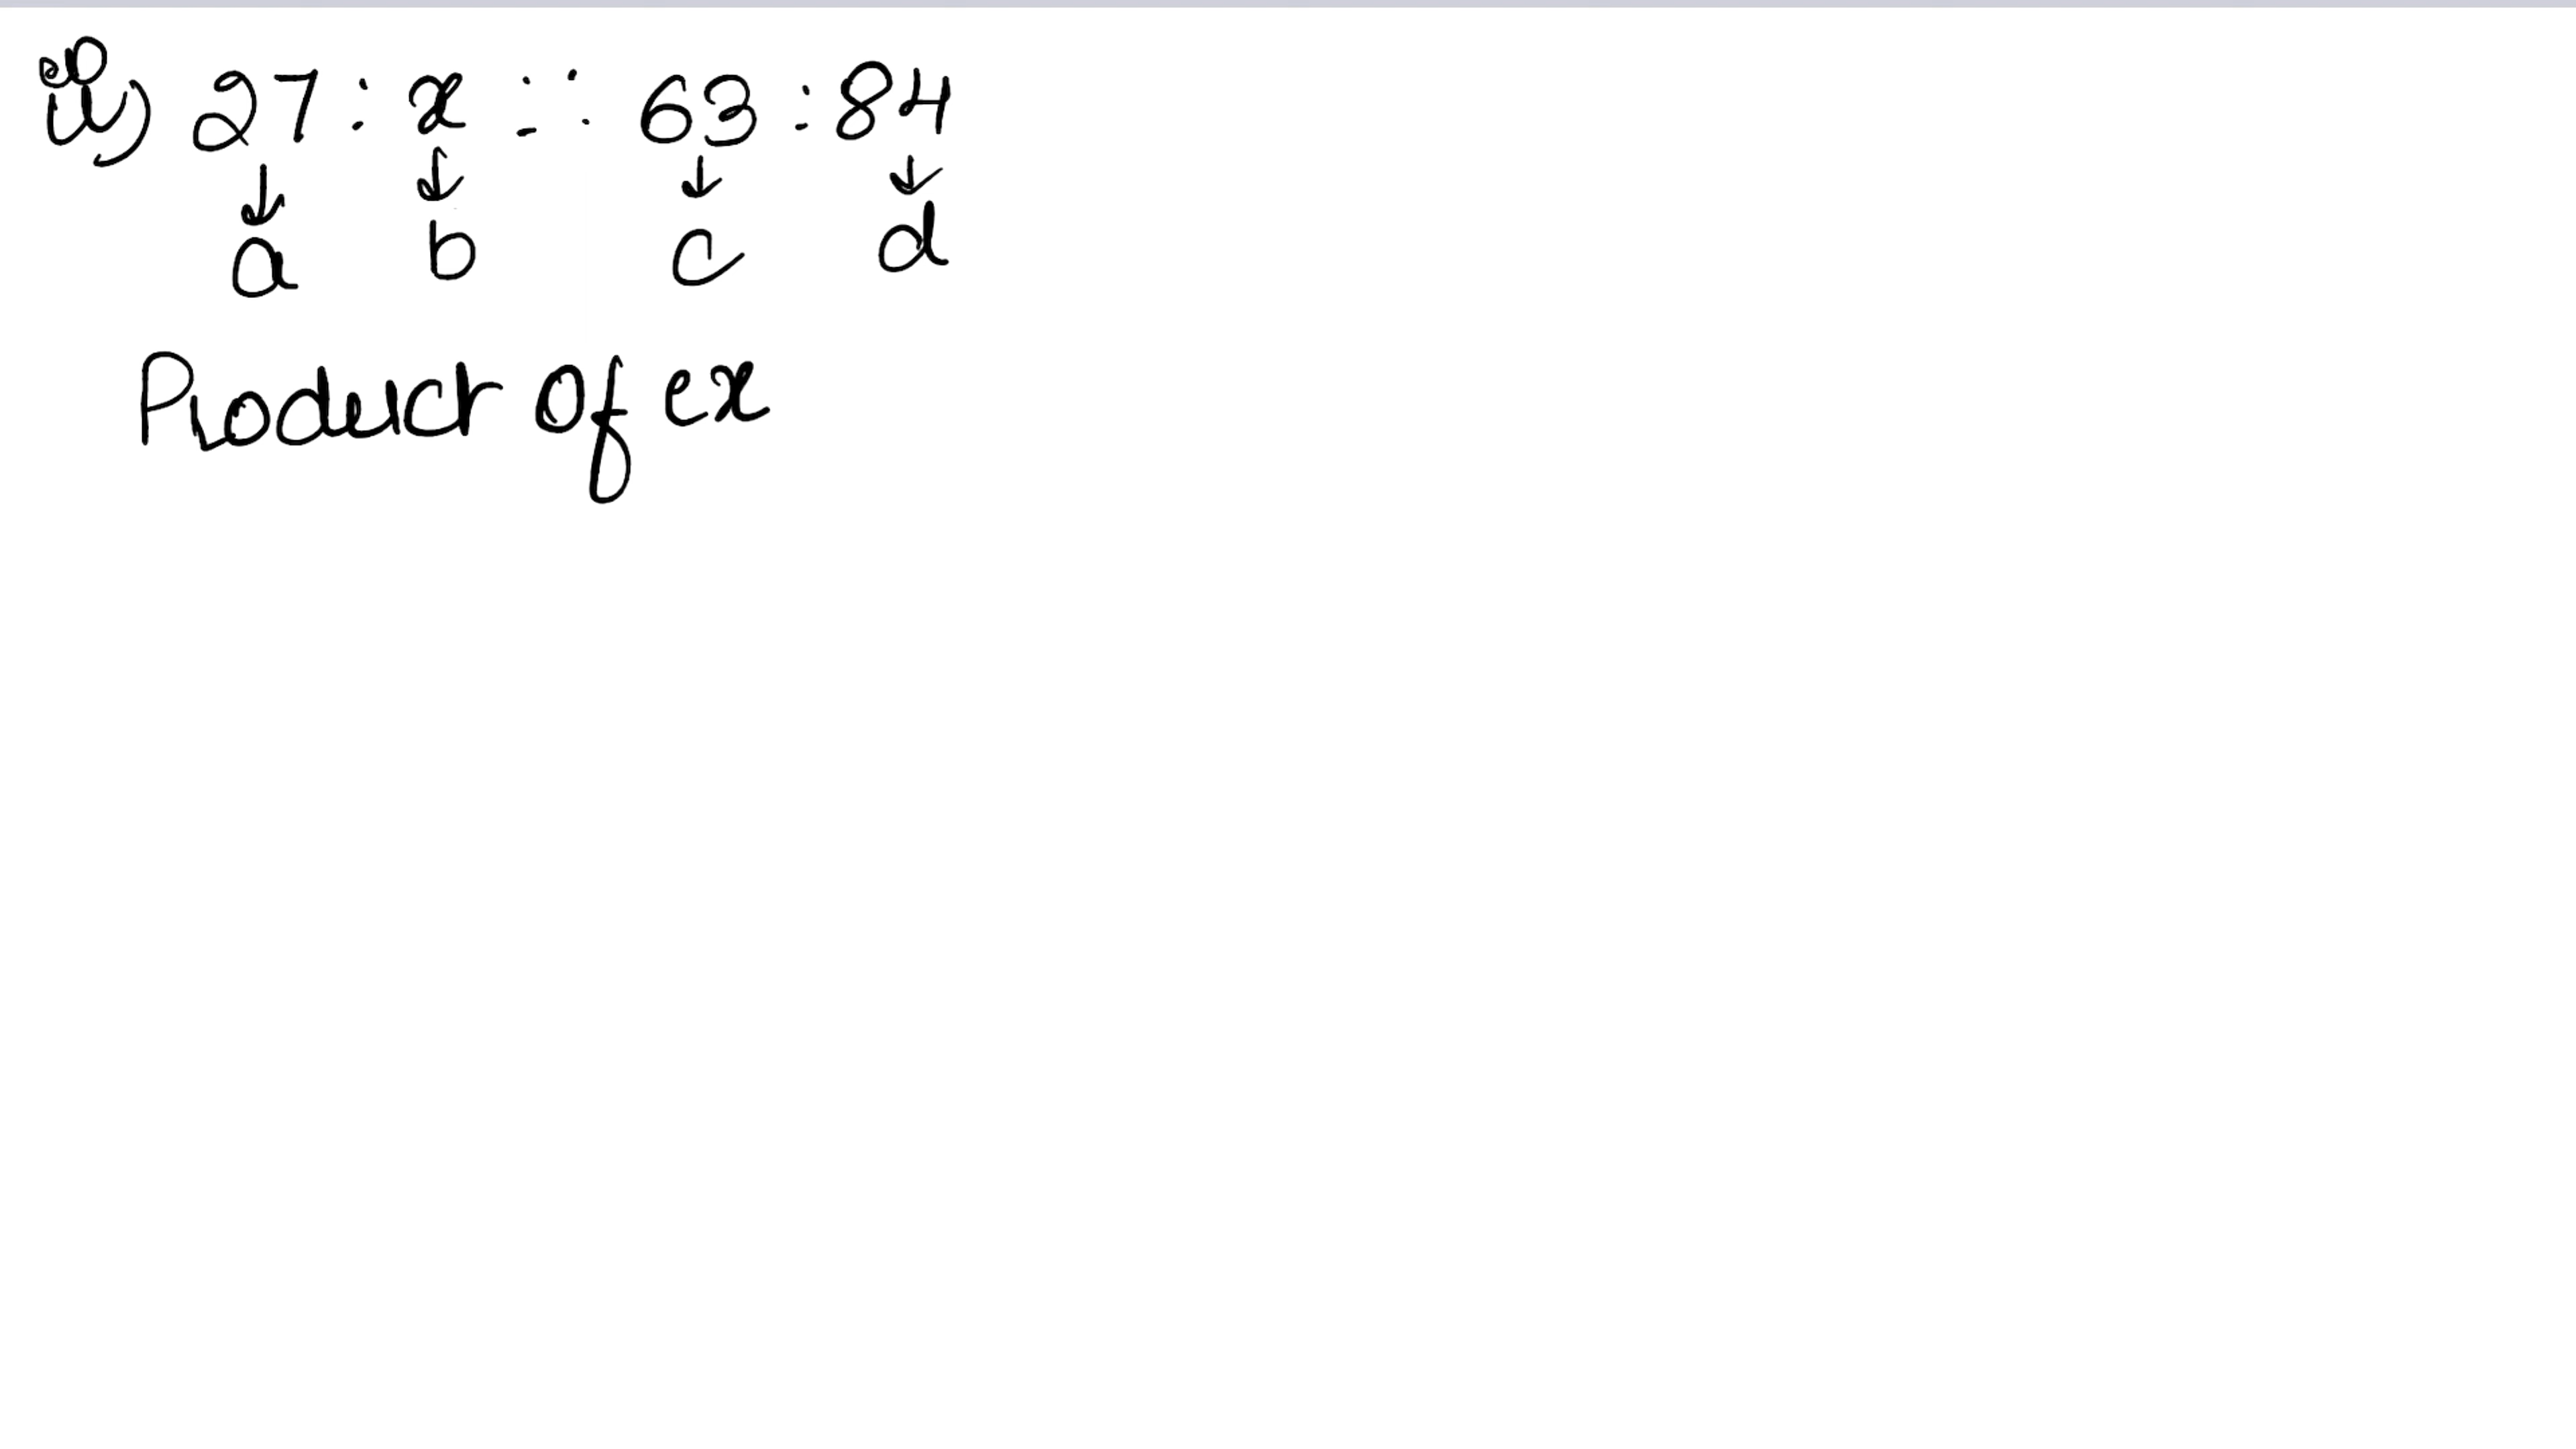 ii) 27 : x :: 63 : 84
↓ ↓ ↓ ↓
a b c d
Product of ex